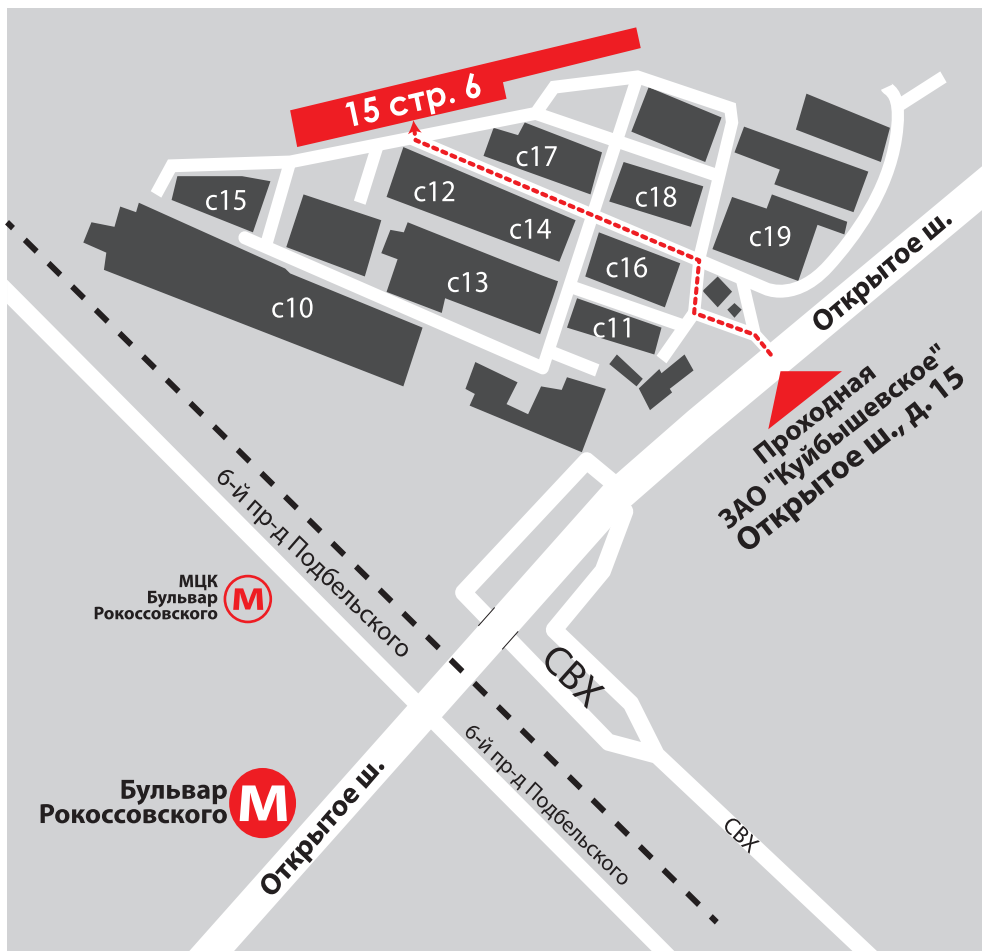 15 стр. 6
с17
с12
с18
с15
с14
с19
с16
с13
с10
с11
Открытое ш.
Проходная
ЗАО "Куйбышевское"
Открытое ш., д. 15
6-й пр-д Подбельского
МЦК
Бульвар
Рокоссовского
М
СВХ
6-й пр-д Подбельского
Бульвар
Рокоссовского
М
Открытое ш.
СВХ